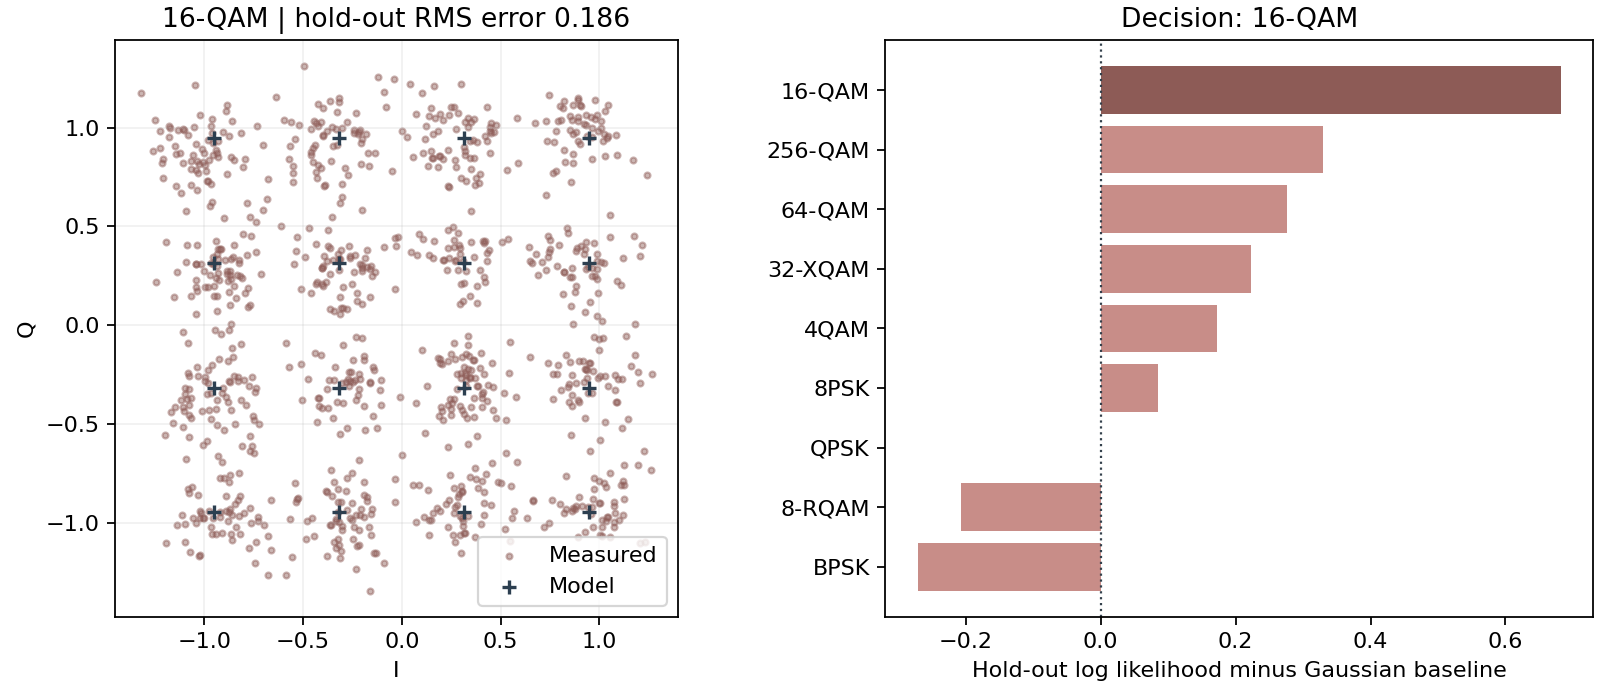 16-QAM | hold-out RMS error 0.186
Q
1.0
0.5
0.0
−0.5
−1.0
−1.0
−0.5
0.0
0.5
1.0
I
Measured
Model
Decision: 16-QAM
16-QAM
256-QAM
64-QAM
32-XQAM
4QAM
8PSK
QPSK
8-RQAM
BPSK
−0.2
0.0
0.2
0.4
0.6
Hold-out log likelihood minus Gaussian baseline